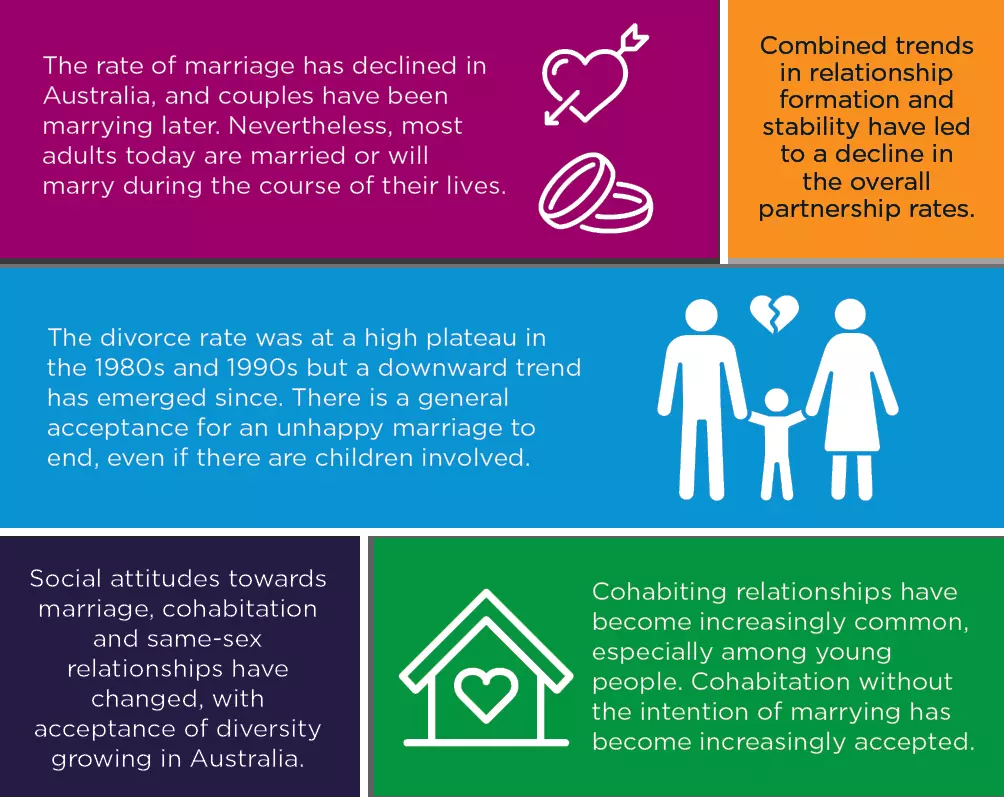 The rate of marriage has declined in
Australia, and couples have been
marrying later. Nevertheless, most
adults today are married or will
marry during the course of their lives.
Combined trends
in relationship
formation and
stability have led
to a decline in
the overall
partnership rates.
The divorce rate was at a high plateau in
the 1980s and 1990s but a downward trend
has emerged since. There is a general
acceptance for an unhappy marriage to
end, even if there are children involved.
Social attitudes towards
marriage, cohabitation
and same-sex
relationships have
changed, with
acceptance of diversity
growing in Australia.
Cohabiting relationships have
become increasingly common,
especially among young
people. Cohabitation without
the intention of marrying has
become increasingly accepted.